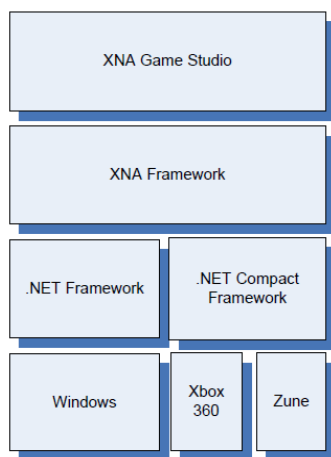 XNA Game Studio
XNA Framework
.NET Framework
.NET Compact
Framework
Windows
Xbox
360
Zune